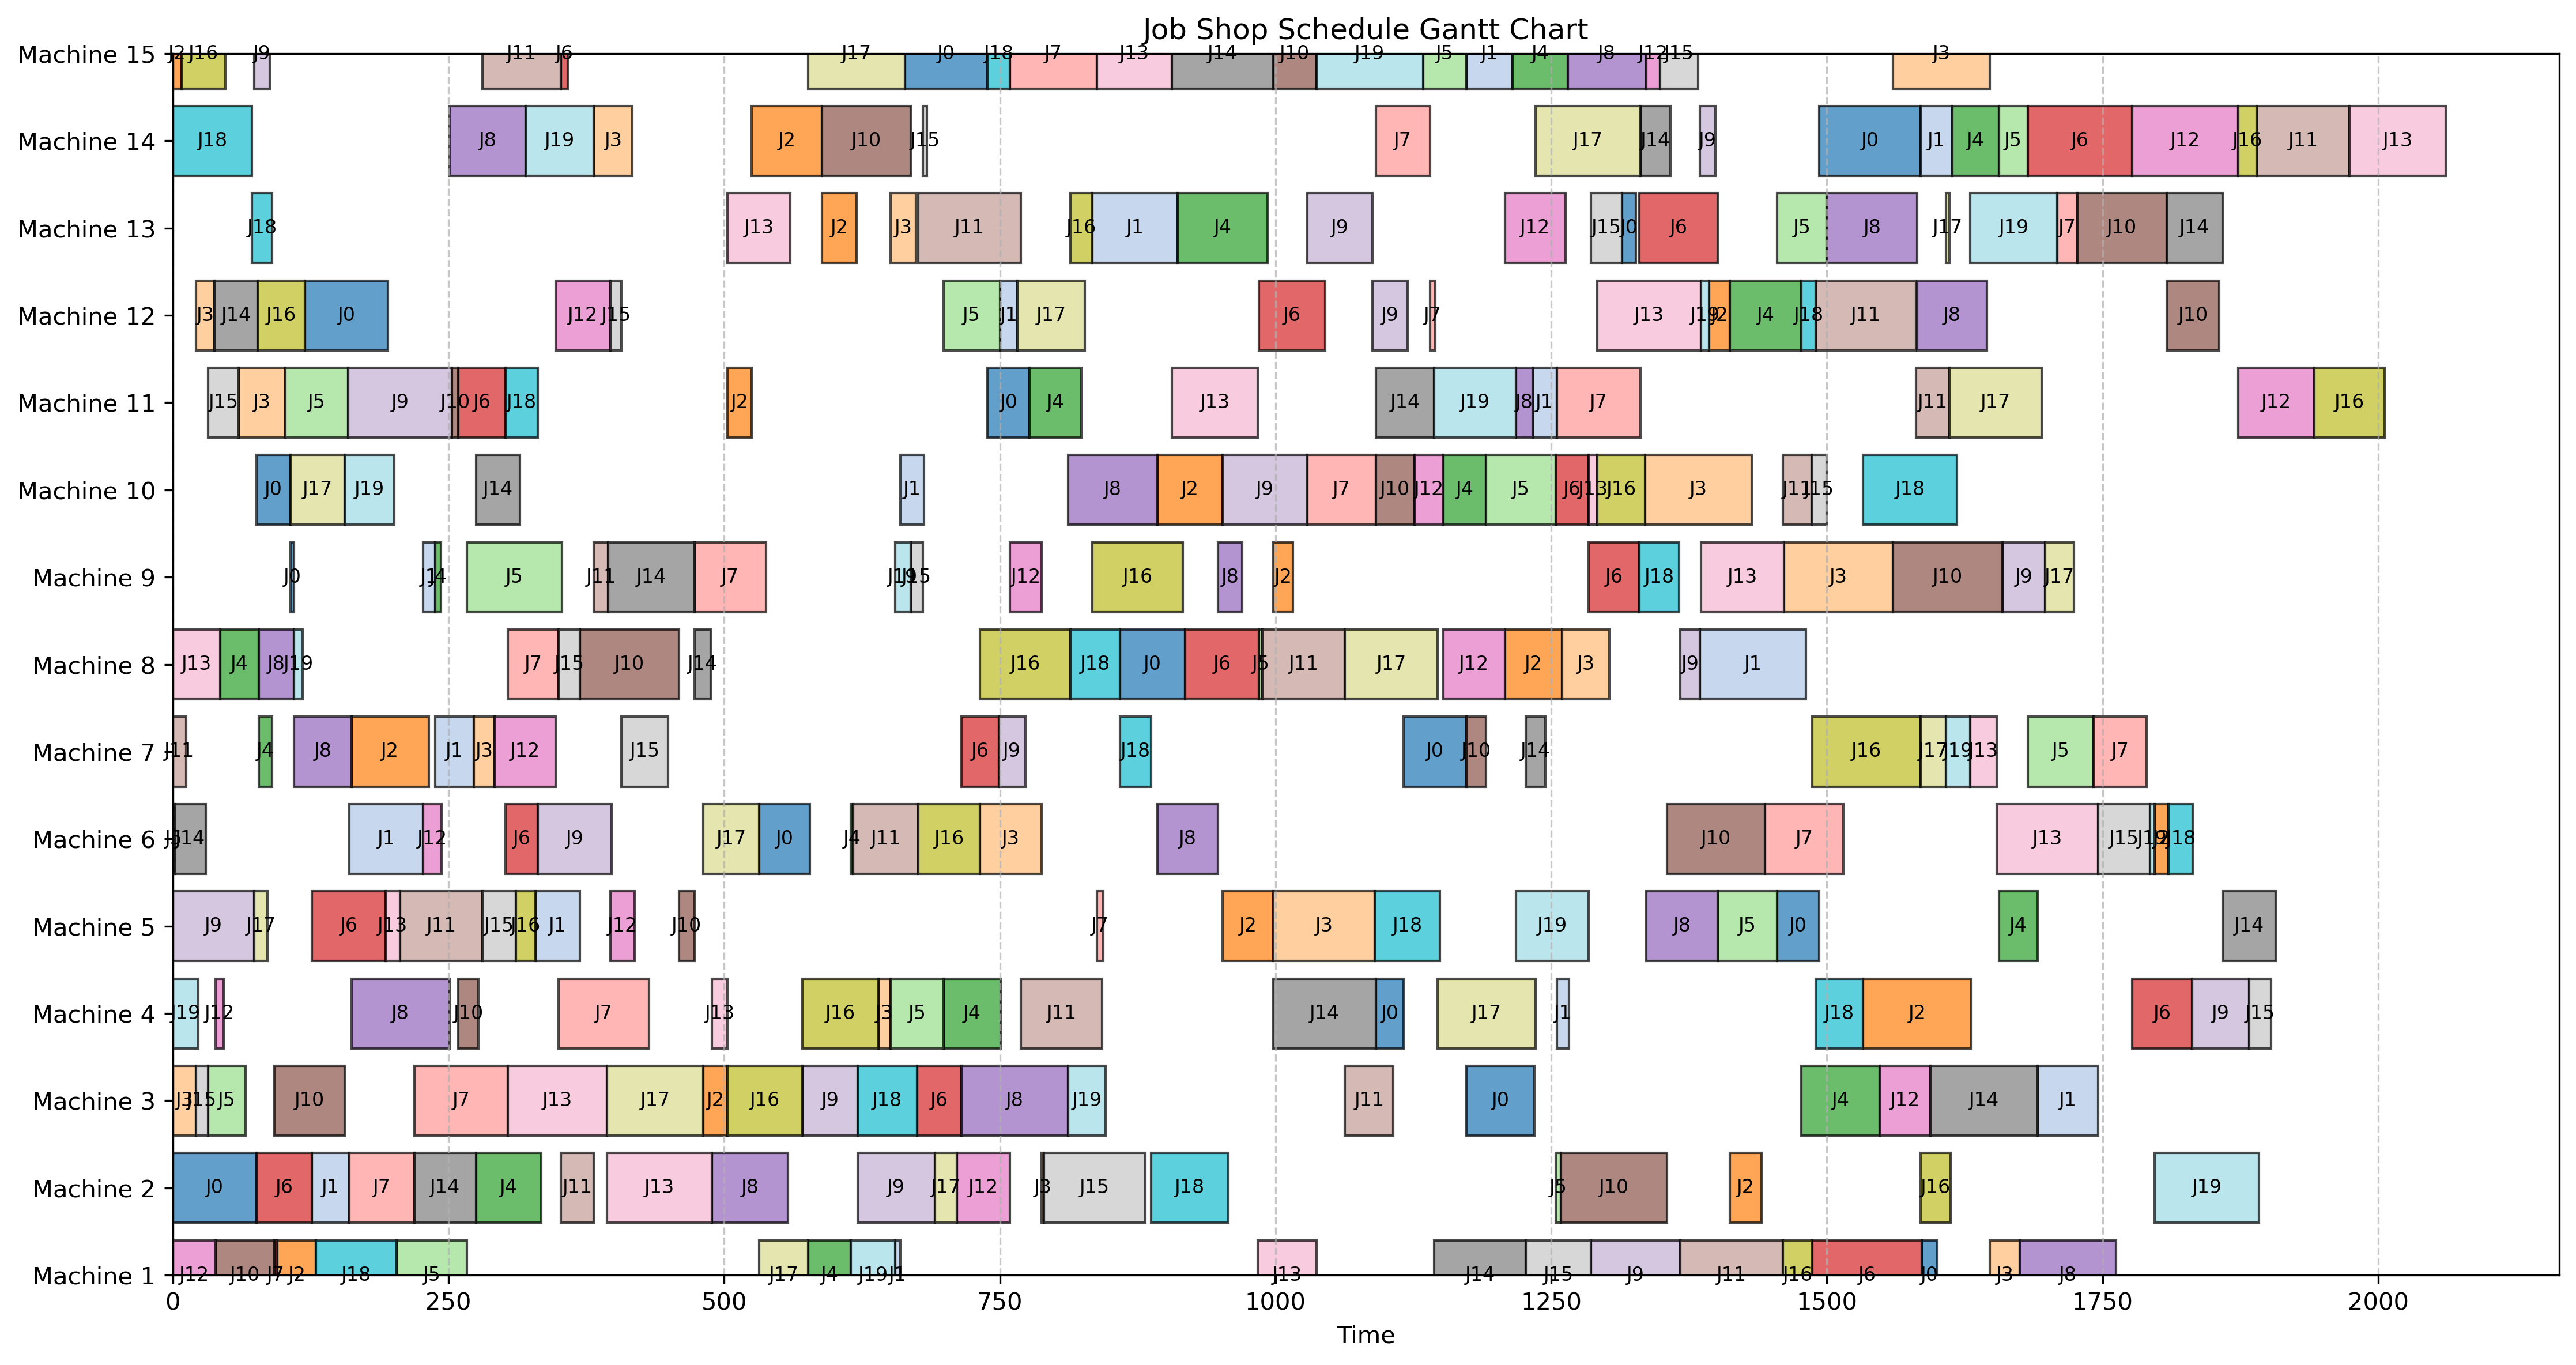 Job Shop Schedule Gantt Chart
Machine 15 J2 J16 J9 J11 J6 J17 J0 J18 J7 J13 J14 J10 J19 J5 J1 J4 J8 J12 J15 J3
Machine 14 J18 J8 J19 J3 J2 J10 J15 J7 J17 J14 J9 J0 J1 J4 J5 J6 J12 J16 J11 J13
Machine 13 J18 J13 J2 J3 J11 J16 J1 J4 J9 J12 J15 J0 J6 J5 J8 J17 J19 J7 J10 J14
Machine 12 J3 J14 J16 J0 J12 J15 J5 J1 J17 J6 J9 J7 J13 J19 J2 J4 J18 J11 J8 J10
Machine 11 J15 J3 J5 J9 J10 J6 J18 J2 J0 J4 J13 J14 J19 J8 J1 J7 J11 J17 J12 J16
Machine 10 J0 J17 J19 J14 J1 J8 J2 J9 J7 J10 J12 J4 J5 J6 J13 J16 J3 J11 J15 J18
Machine 9 J0 J1 J4 J5 J11 J14 J7 J19 J15 J12 J16 J8 J2 J6 J18 J13 J3 J10 J9 J17
Machine 8 J13 J4 J8 J19 J7 J15 J10 J14 J16 J18 J0 J6 J5 J11 J17 J12 J2 J3 J9 J1
Machine 7 J11 J4 J8 J2 J1 J3 J12 J15 J6 J9 J18 J0 J10 J14 J16 J17 J19 J13 J5 J7
Machine 6 J5 J14 J1 J12 J6 J9 J17 J0 J4 J11 J16 J3 J8 J10 J7 J13 J15 J19 J2 J18
Machine 5 J9 J17 J6 J13 J11 J15 J16 J1 J12 J10 J7 J2 J3 J18 J19 J8 J5 J0 J4 J14
Machine 4 J19 J12 J8 J10 J7 J13 J16 J3 J5 J4 J11 J14 J0 J17 J1 J18 J2 J6 J9 J15
Machine 3 J3 J15 J5 J10 J7 J13 J17 J2 J16 J9 J18 J6 J8 J19 J11 J0 J4 J12 J14 J1
Machine 2 J0 J6 J1 J7 J14 J4 J11 J13 J8 J9 J17 J12 J3 J15 J18 J5 J10 J2 J16 J19
Machine 1 J12 J10 J7 J2 J18 J5 J17 J4 J19 J1 J13 J14 J15 J9 J11 J16 J6 J0 J3 J8
0 250 500 750 1000 1250 1500 1750 2000
Time